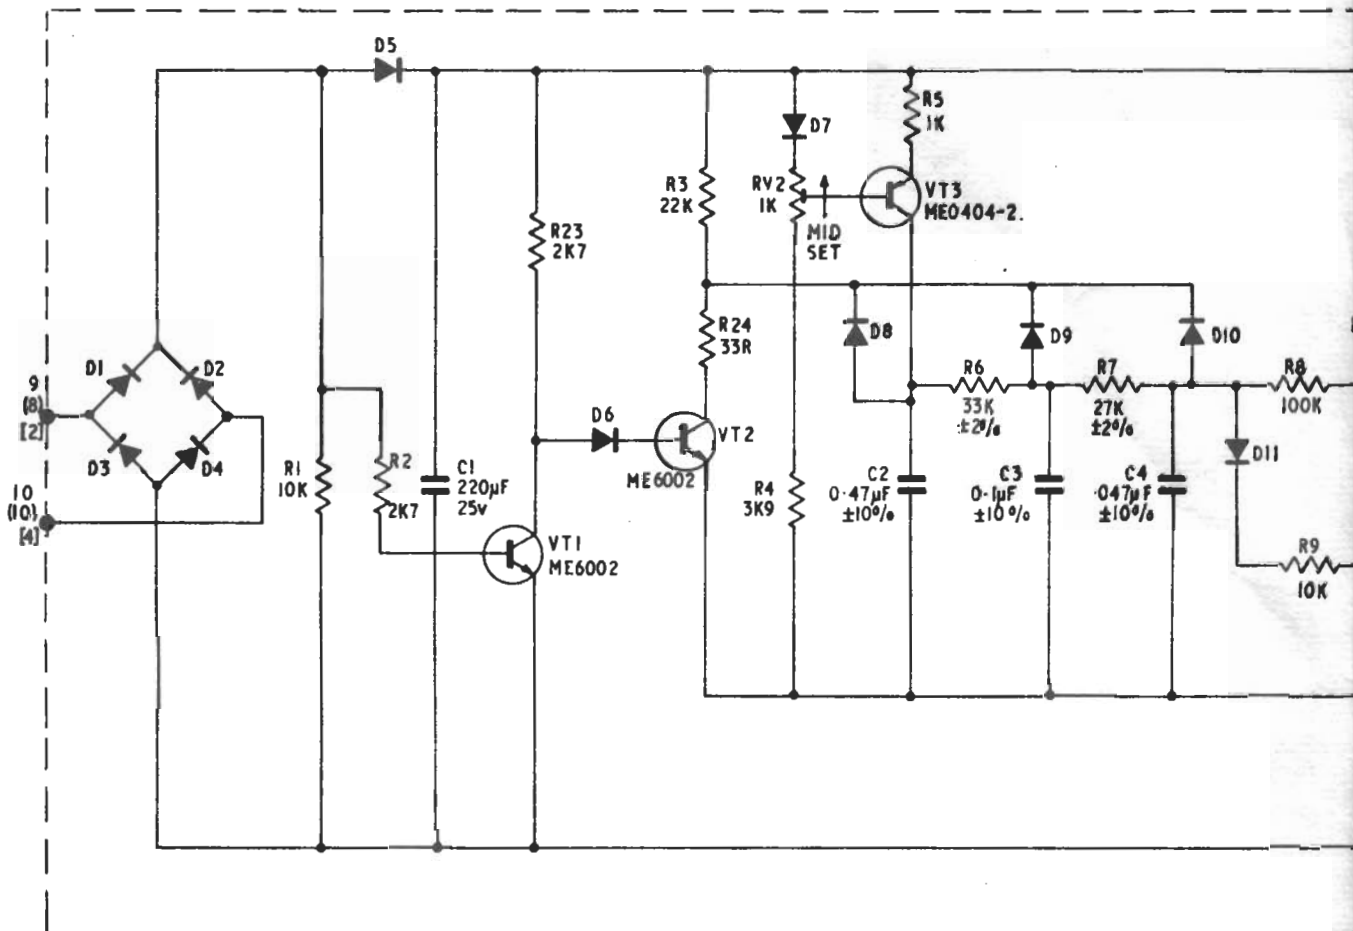 D5
R5
1K
D7
R3
22K
RV2
1K
VT3
ME0404-2.
MID
SET
R23
2K7
R24
33R
D8
D9
D10
D1
D2
9
(8)
[2]
R6
33K
±2%
R7
27K
±2%
R8
100K
D6
VT2
ME6002
D3
D4
R1
10K
R2
2K7
C1
220µF
25v
R4
3K9
C2
0·47µF
±10%
C3
0·1µF
±10%
C4
·047µF
±10%
D11
10
(10)
[4]
VT1
ME6002
R9
10K